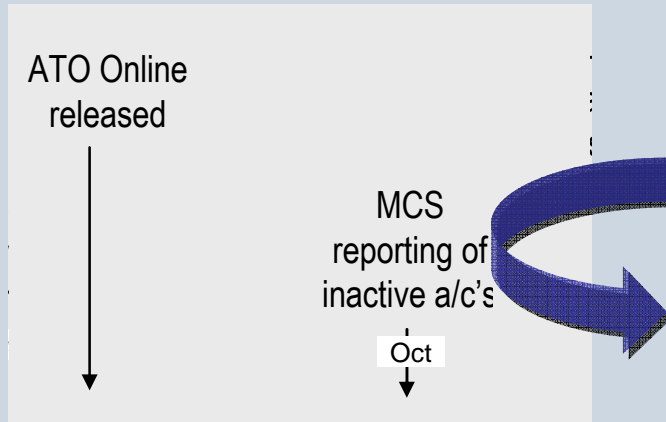 ATO Online
released
MCS
reporting of
inactive a/c's
Oct